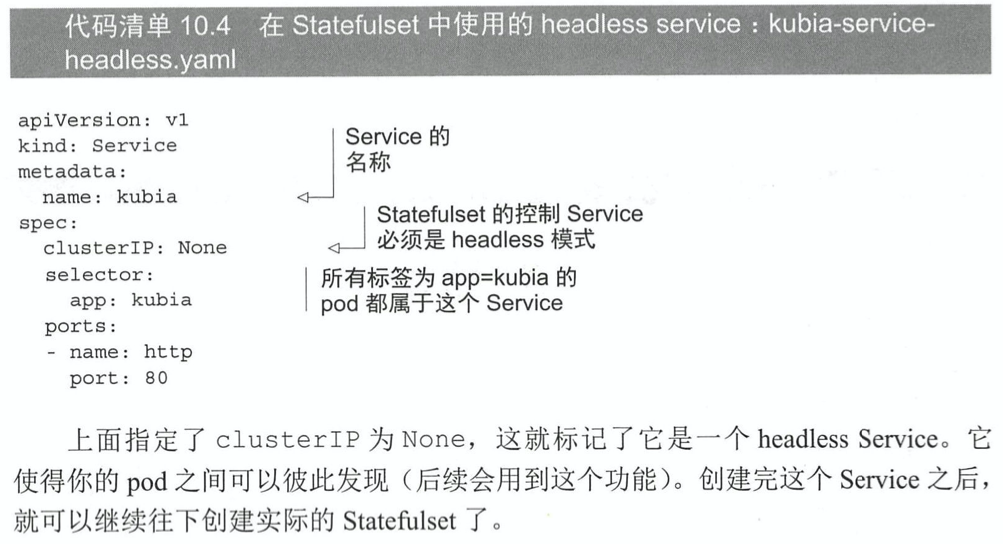 代码清单 10.4 在 Statefulset 中使用的 headless service：kubia-service-
headless.yaml
apiVersion: v1
kind: Service
metadata:
  name: kubia
spec:
  clusterIP: None
  selector:
    app: kubia
  ports:
  - name: http
    port: 80
Service 的
名称
Statefulset 的控制 Service
必须是 headless 模式
所有标签为 app=kubia 的
pod 都属于这个 Service
上面指定了 clusterIP 为 None，这就标记了它是一个 headless Service。它
使得你的 pod 之间可以彼此发现（后续会用到这个功能）。创建完这个 Service 之后，
就可以继续往下创建实际的 Statefulset 了。